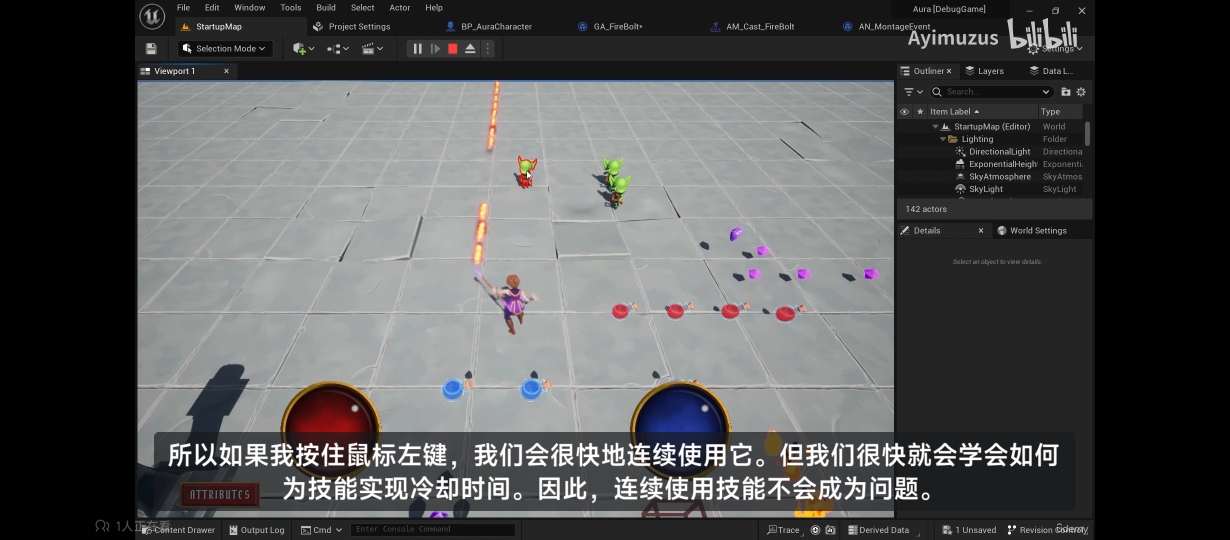 File Edit Window Tools Build Select Actor Help
Aura [DebugGame]
StartupMap Project Settings BP_AuraCharacter GA_FireBolt• AM_Cast_FireBolt AN_MontageEvent
Ayimuzus bilibili
Selection Mode
Settings
Viewport 1
Outliner Layers Data L...
Search...
Item Label Type
StartupMap (Editor) World
Lighting Folder
DirectionalLight Directiona
ExponentialHeigh Exponenti
SkyAtmosphere SkyAtmos
SkyLight SkyLight
142 actors
Details World Settings
Select an object to view details.
所以如果我按住鼠标左键，我们会很快地连续使用它。但我们很快就会学会如何
为技能实现冷却时间。因此，连续使用技能不会成为问题。
ATTRIBUTES
1人正在看
Content Drawer Output Log Cmd Enter Console Command Trace Derived Data 1 Unsaved Revision Control
Udemy